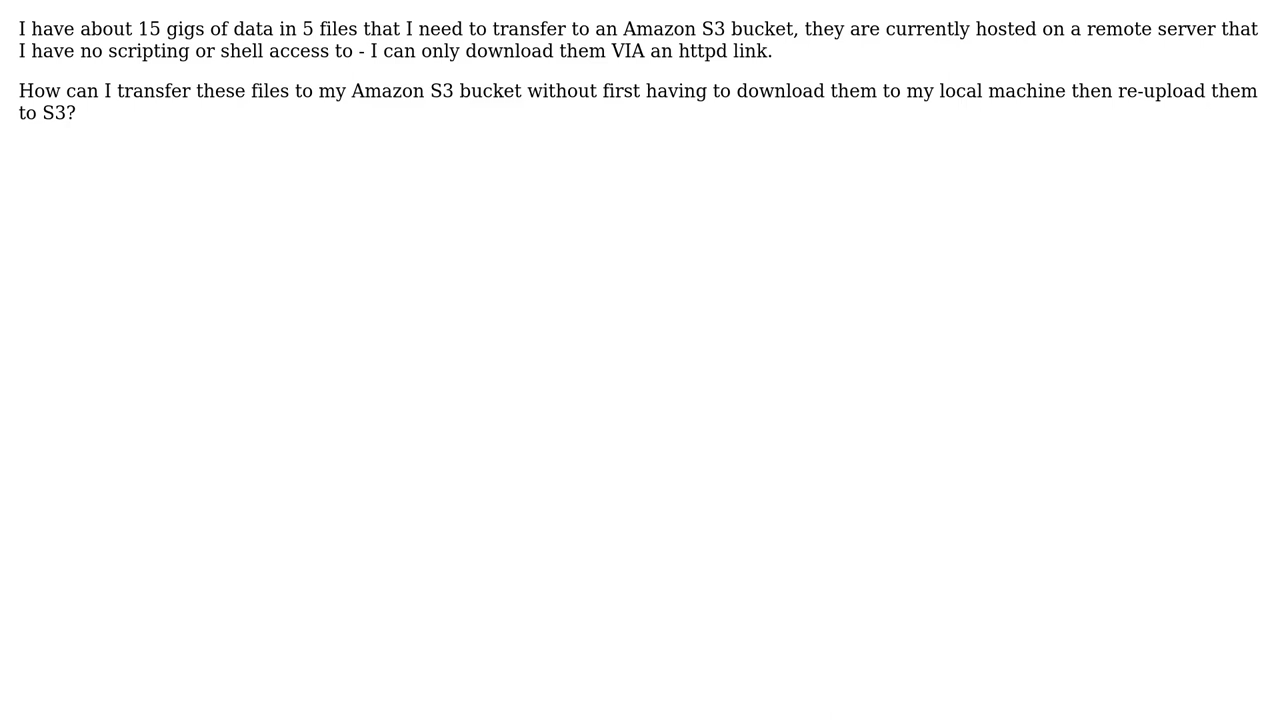 I have about 15 gigs of data in 5 files that I need to transfer to an Amazon S3 bucket, they are currently hosted on a remote server that
I have no scripting or shell access to - I can only download them VIA an httpd link.
How can I transfer these files to my Amazon S3 bucket without first having to download them to my local machine then re-upload them
to S3?